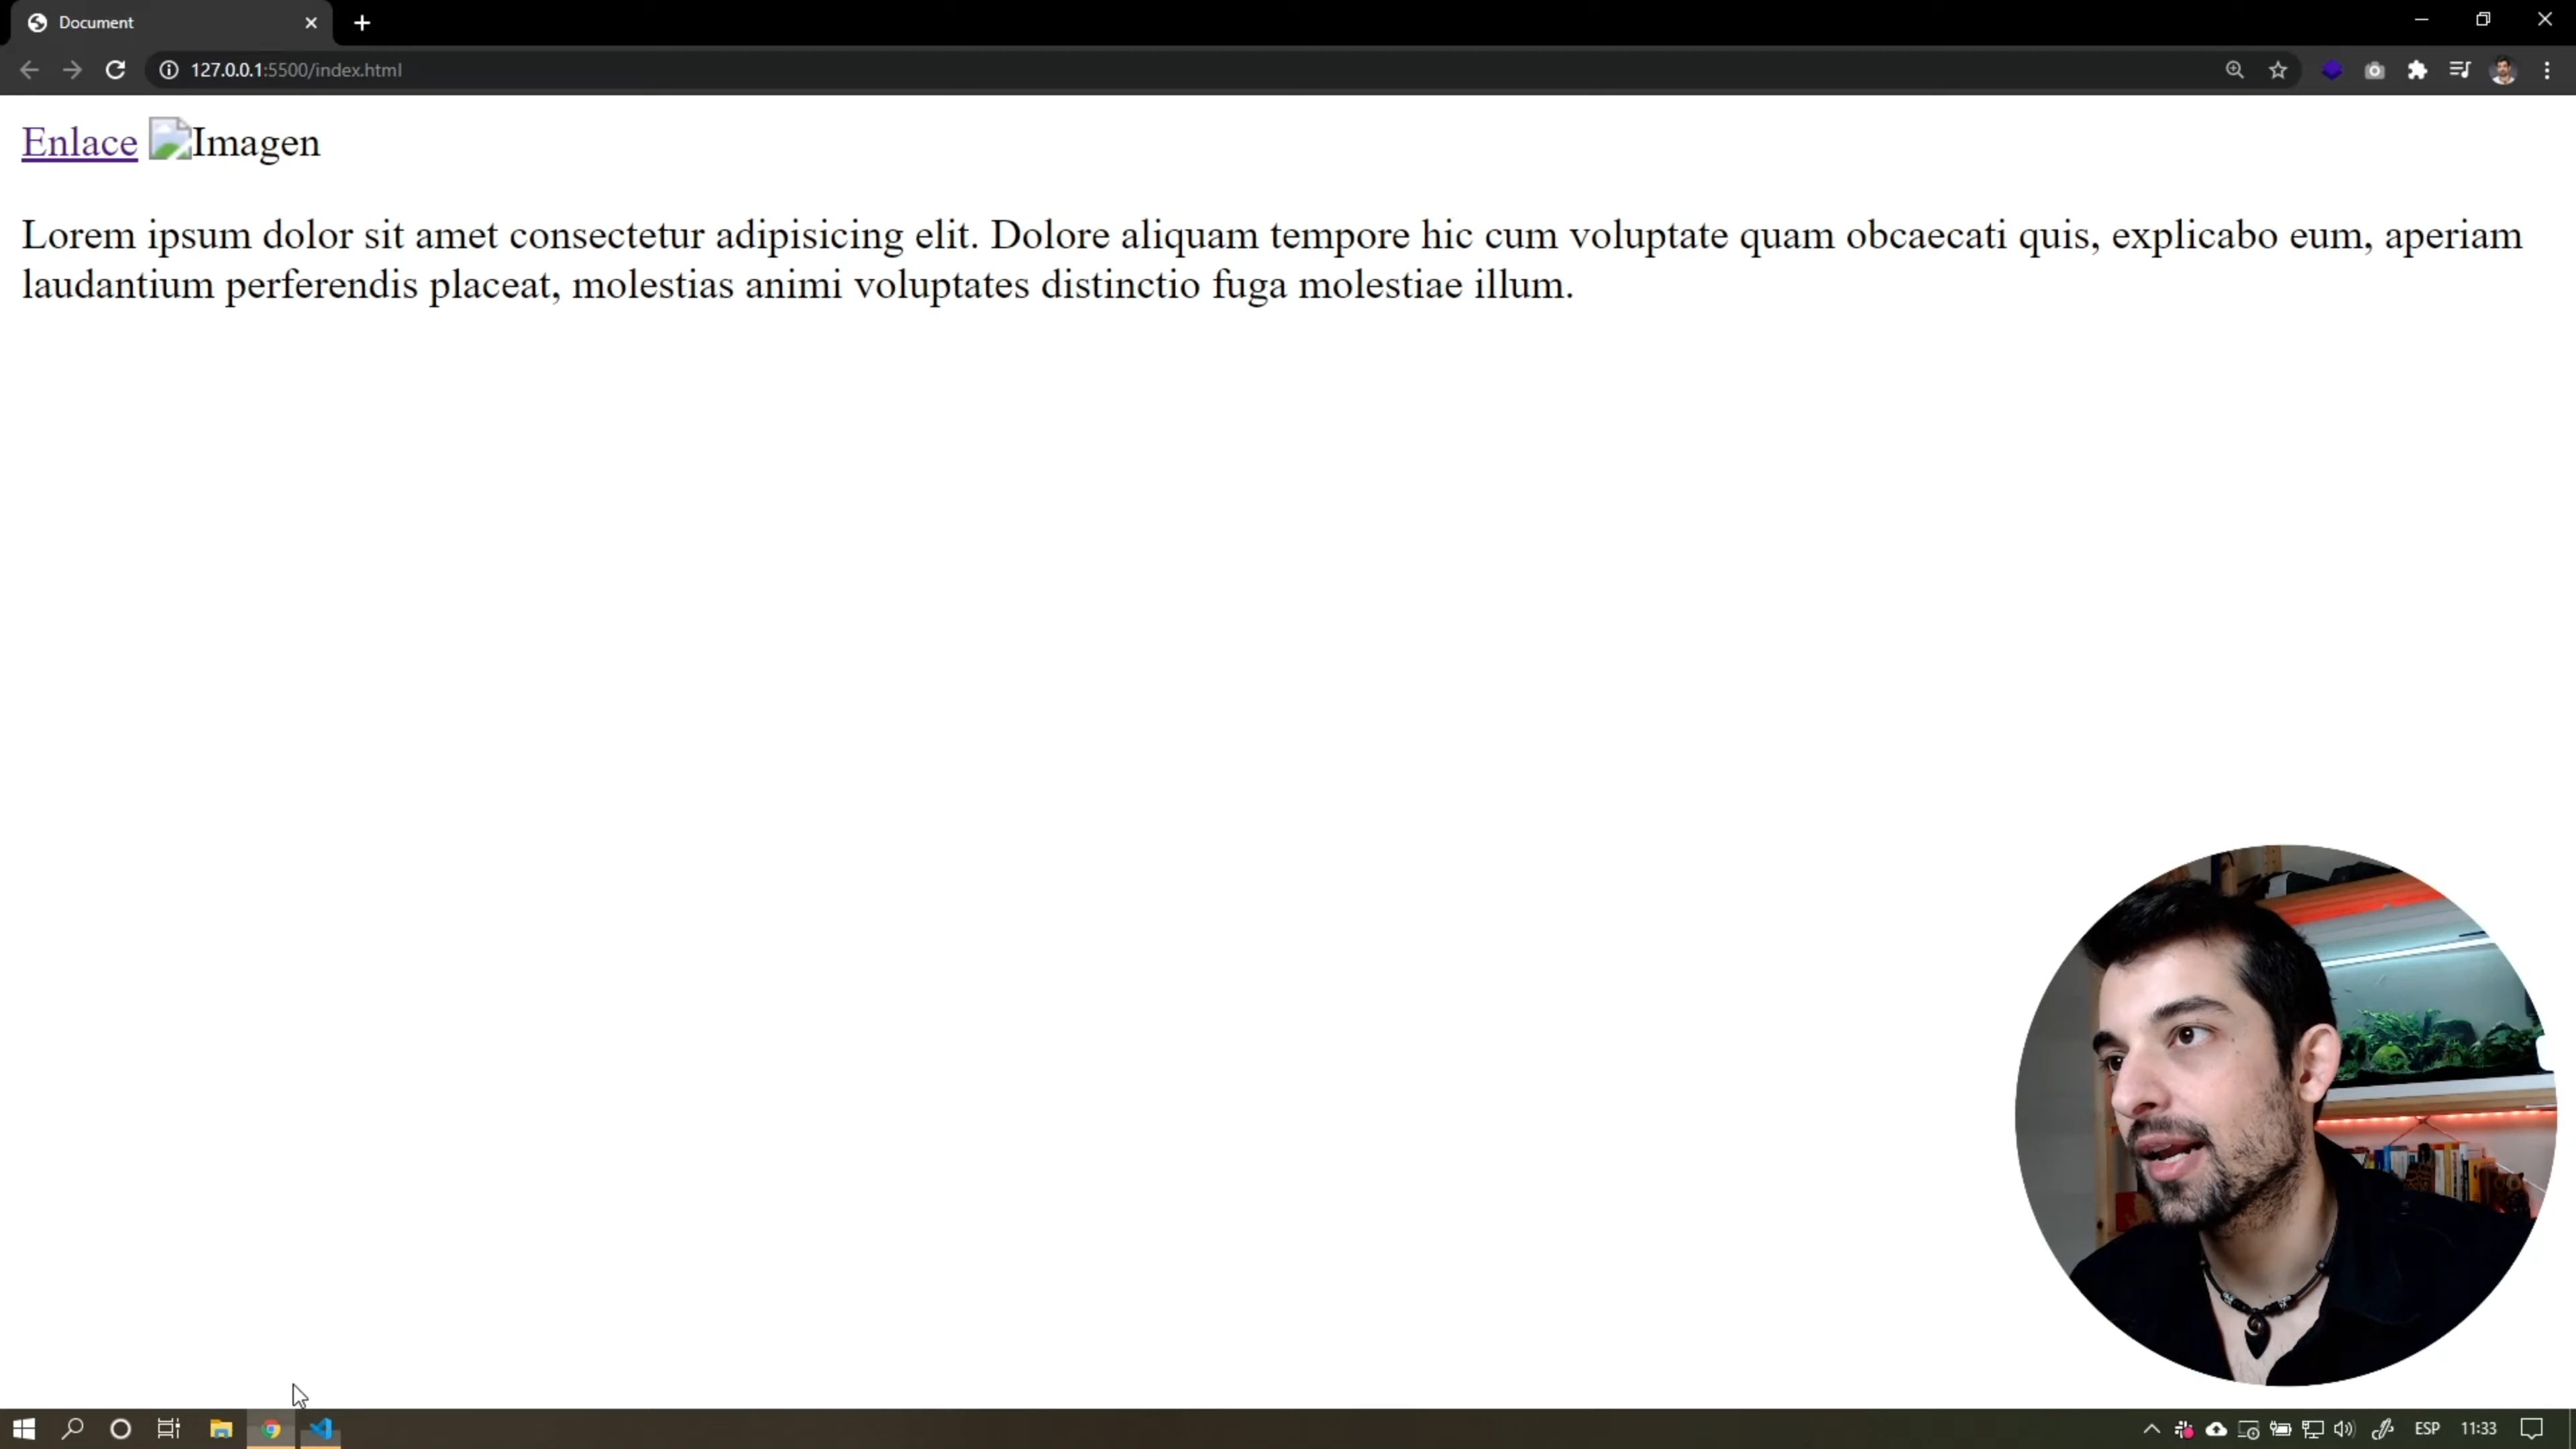 Document
127.0.0.1:5500/index.html
Enlace Imagen
Lorem ipsum dolor sit amet consectetur adipisicing elit. Dolore aliquam tempore hic cum voluptate quam obcaecati quis, explicabo eum, aperiam
laudantium perferendis placeat, molestias animi voluptates distinctio fuga molestiae illum.
ESP 11:33